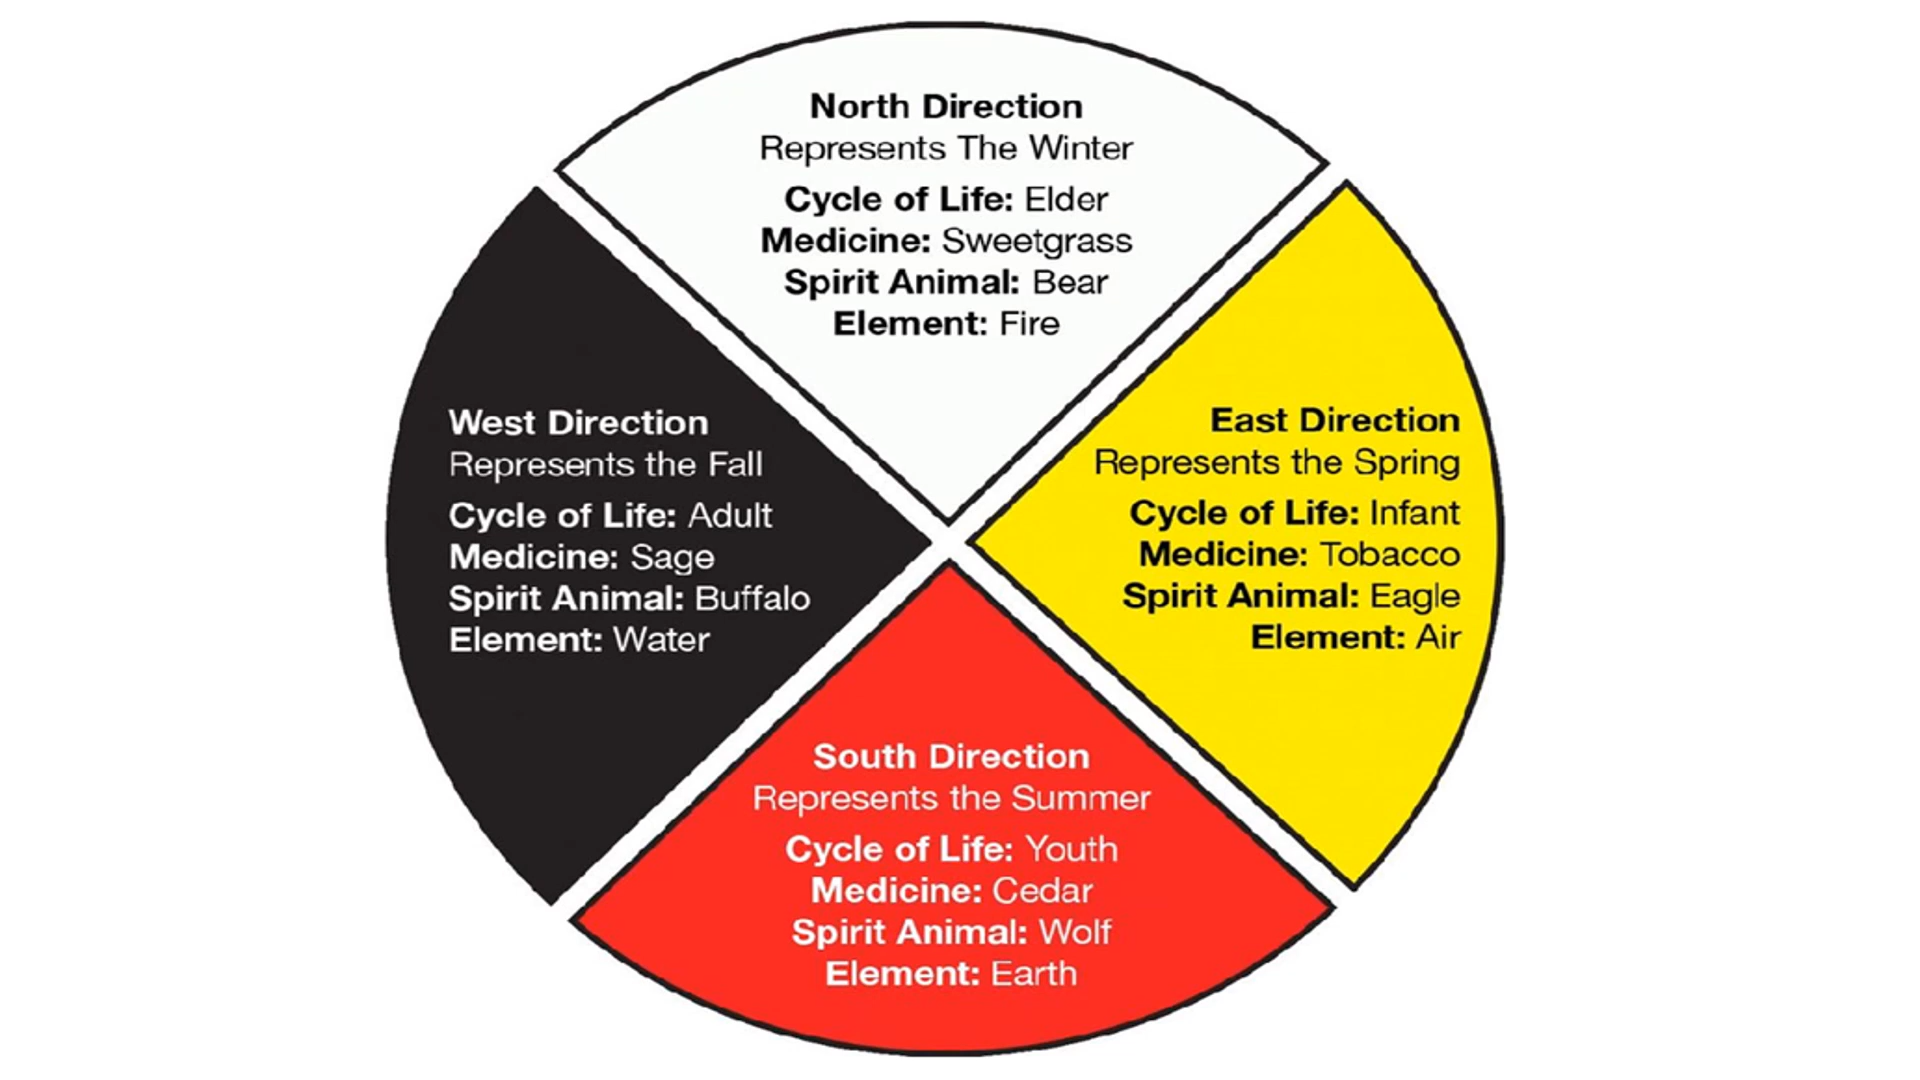 North Direction
Represents The Winter
Cycle of Life: Elder
Medicine: Sweetgrass
Spirit Animal: Bear
Element: Fire
West Direction
Represents the Fall
Cycle of Life: Adult
Medicine: Sage
Spirit Animal: Buffalo
Element: Water
East Direction
Represents the Spring
Cycle of Life: Infant
Medicine: Tobacco
Spirit Animal: Eagle
Element: Air
South Direction
Represents the Summer
Cycle of Life: Youth
Medicine: Cedar
Spirit Animal: Wolf
Element: Earth